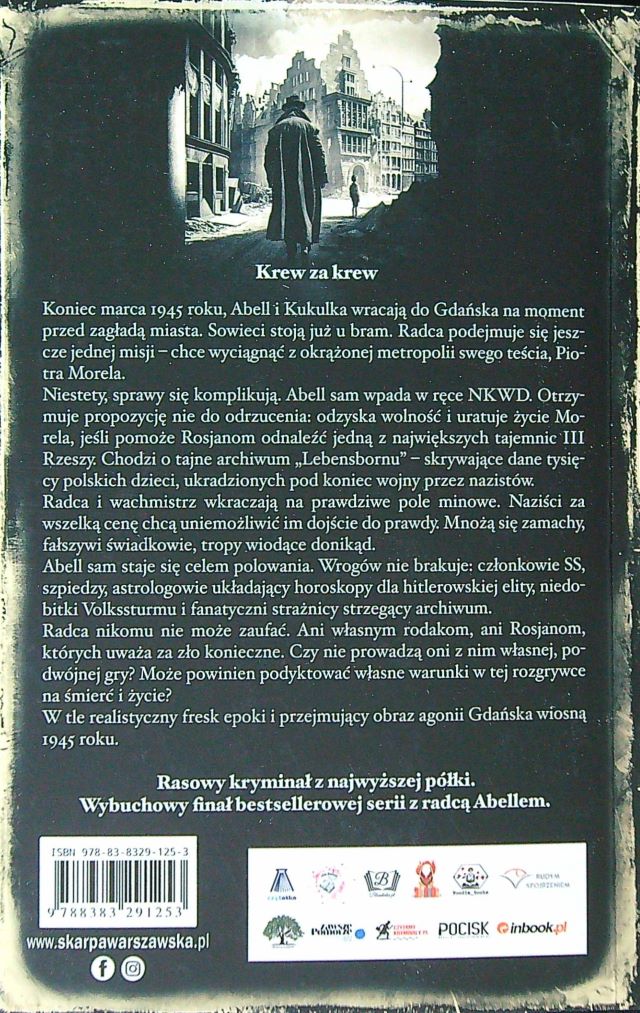 Krew za krew
Koniec marca 1945 roku, Abell i Kukulka wracają do Gdańska na moment
przed zagładą miasta. Sowieci stoją już u bram. Radca podejmuje się jesz-
cze jednej misji – chce wyciągnąć z okrążonej metropolii swego teścia, Pio-
tra Morela.
Niestety, sprawy się komplikują. Abell sam wpada w ręce NKWD. Otrzy-
muje propozycję nie do odrzucenia: odzyska wolność i uratuje życie Mo-
rela, jeśli pomoże Rosjanom odnaleźć jedną z największych tajemnic III
Rzeszy. Chodzi o tajne archiwum „Lebensbornu” – skrywające dane tysię-
cy polskich dzieci, ukradzionych pod koniec wojny przez nazistów.
Radca i wachmistrz wkraczają na prawdziwe pole minowe. Naziści za
wszelką cenę chcą uniemożliwić im dojście do prawdy. Mnożą się zamachy,
fałszywi świadkowie, tropy wiodące donikąd.
Abell sam staje się celem polowania. Wrogów nie brakuje: członkowie SS,
szpiedzy, astrologowie układający horoskopy dla hitlerowskiej elity, niedo-
bitki Volkssturmu i fanatyczni strażnicy strzegący archiwum.
Radca nikomu nie może zaufać. Ani własnym rodakom, ani Rosjanom,
których uważa za zło konieczne. Czy nie prowadzą oni z nim własnej, po-
dwójnej gry? Może powinien podyktować własne warunki w tej rozgrywce
na śmierć i życie?
W tle realistyczny fresk epoki i przejmujący obraz agonii Gdańska wiosną
1945 roku.
Rasowy kryminał z najwyższej półki.
Wybuchowy finał bestsellerowej serii z radcą Abellem.
ISBN 978-83-8329-125-3
9 788383 291253
www.skarpawarszawska.pl
czytatka
B
RUDYM
SPOJRZENIEM
ZAWSZE
POMORZE
POCISK
inbook.pl